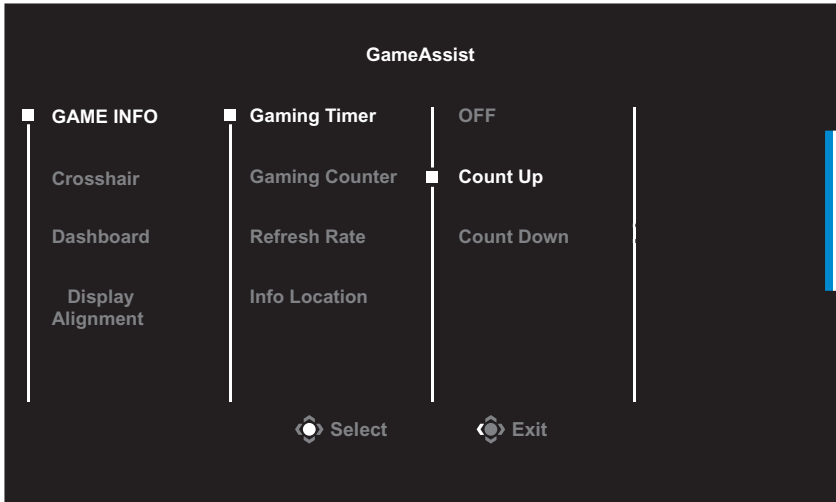 GameAssist
GAME INFO
Crosshair
Dashboard
Display
Alignment
Gaming Timer
Gaming Counter
Refresh Rate
Info Location
OFF
Count Up
Count Down
Select
Exit